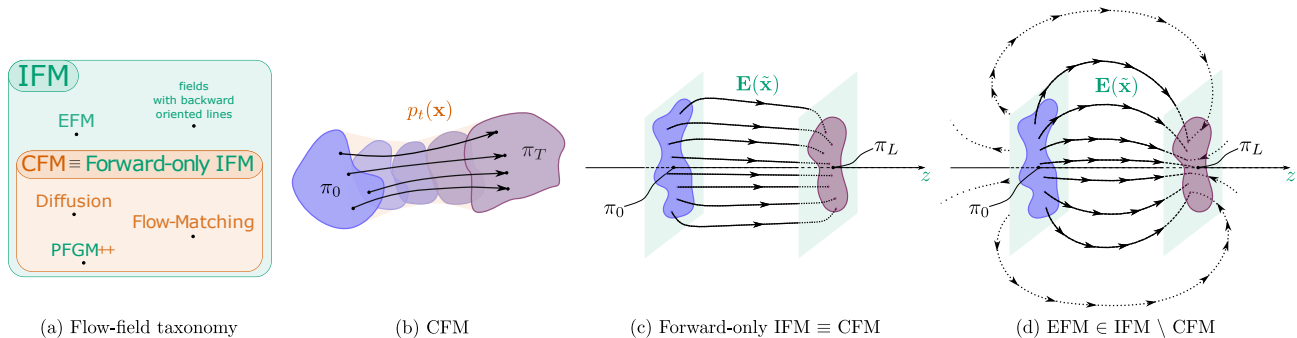 IFM
fields
with backward
oriented lines
EFM
CFM ≡ Forward-only IFM
Diffusion
Flow-Matching
PFGM++
(a) Flow-field taxonomy
p_t(x)
π_0
π_T
(b) CFM
E(x̃)
π_L
z
π_0
(c) Forward-only IFM ≡ CFM
E(x̃)
π_L
z
π_0
(d) EFM ∈ IFM \ CFM